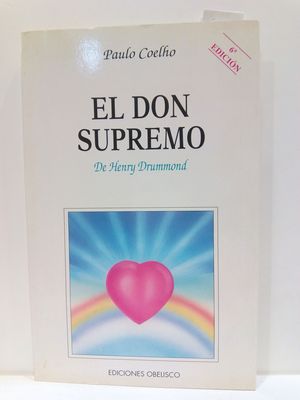 Paulo Coelho
6ª
EDICIÓN
EL DON
SUPREMO
De Henry Drummond
EDICIONES OBELISCO